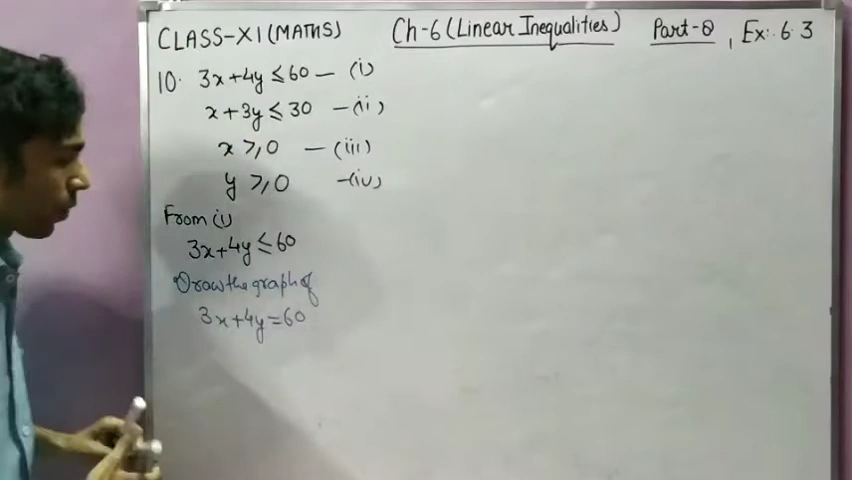 CLASS-XI(MATHS) Ch-6(Linear Inequalities) Part-8, Ex:.6.3
10. 3x+4y≤60 — (i)
x+3y≤30 — (ii)
x≥0 — (iii)
y≥0 — (iv)
From (i)
3x+4y≤60
Draw the graph of
3x+4y=60